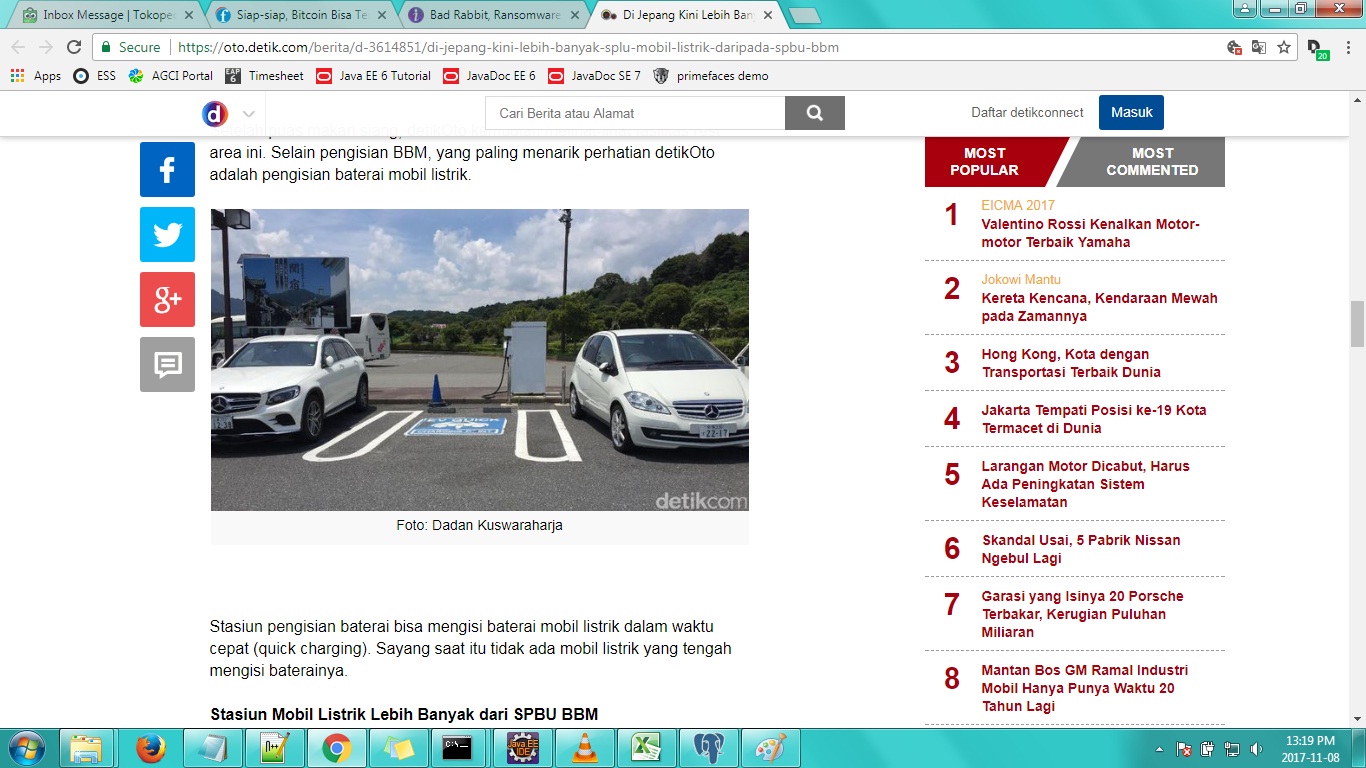 Inbox Message | Tokoped
Siap-siap, Bitcoin Bisa Te
Bad Rabbit, Ransomware
Di Jepang Kini Lebih Ban
Secure
https://oto.detik.com/berita/d-3614851/di-jepang-kini-lebih-banyak-splu-mobil-listrik-daripada-spbu-bbm
20
Apps
ESS
AGCI Portal
EAP 6
Timesheet
Java EE 6 Tutorial
JavaDoc EE 6
JavaDoc SE 7
primefaces demo
d
Cari Berita atau Alamat
Daftar detikconnect
Masuk
area ini. Selain pengisian BBM, yang paling menarik perhatian detikOto
adalah pengisian baterai mobil listrik.
f
g+
22-17
detikcom
Foto: Dadan Kuswaraharja
Stasiun pengisian baterai bisa mengisi baterai mobil listrik dalam waktu
cepat (quick charging). Sayang saat itu tidak ada mobil listrik yang tengah
mengisi baterainya.
Stasiun Mobil Listrik Lebih Banyak dari SPBU BBM
MOST
POPULAR
MOST
COMMENTED
1
EICMA 2017
Valentino Rossi Kenalkan Motor-
motor Terbaik Yamaha
2
Jokowi Mantu
Kereta Kencana, Kendaraan Mewah
pada Zamannya
3
Hong Kong, Kota dengan
Transportasi Terbaik Dunia
4
Jakarta Tempati Posisi ke-19 Kota
Termacet di Dunia
5
Larangan Motor Dicabut, Harus
Ada Peningkatan Sistem
Keselamatan
6
Skandal Usai, 5 Pabrik Nissan
Ngebul Lagi
7
Garasi yang Isinya 20 Porsche
Terbakar, Kerugian Puluhan
Miliaran
8
Mantan Bos GM Ramal Industri
Mobil Hanya Punya Waktu 20
Tahun Lagi
Java EE
IDE
13:19 PM
2017-11-08